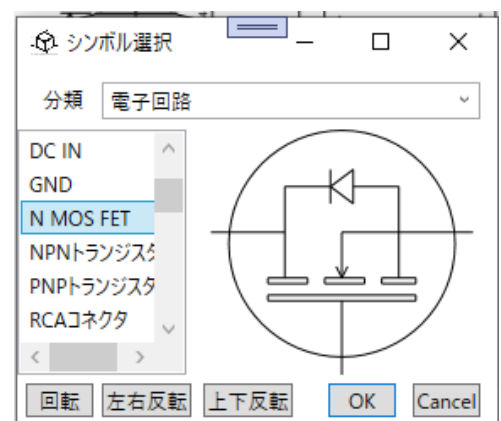 シンボル選択
分類 電子回路
DC IN
GND
N MOS FET
NPNトランジスタ
PNPトランジスタ
RCAコネクタ
回転 左右反転 上下反転 OK Cancel